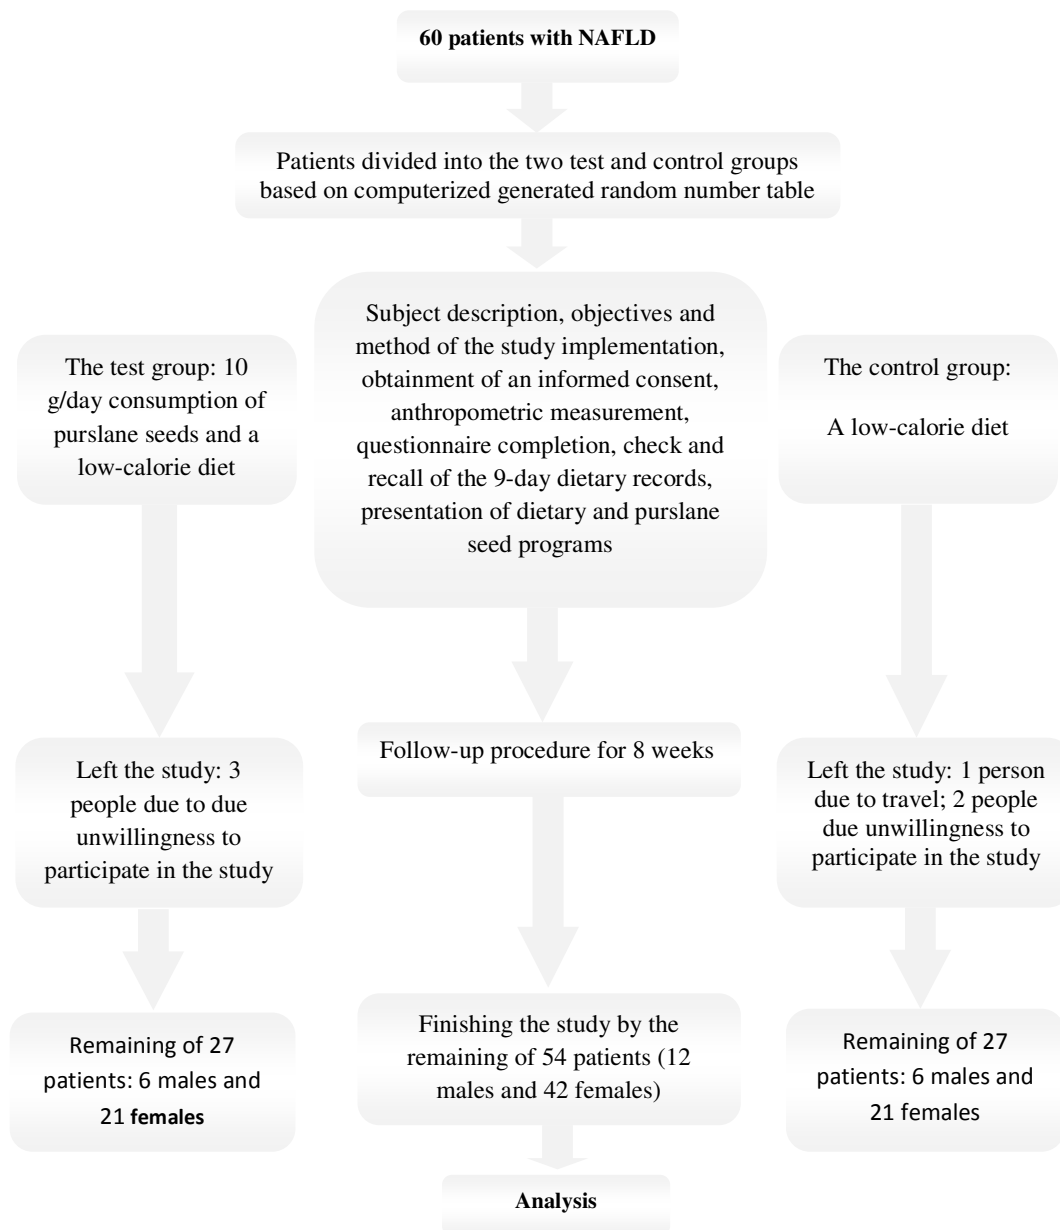 60 patients with NAFLD
Patients divided into the two test and control groups
based on computerized generated random number table
The test group: 10
g/day consumption of
purslane seeds and a
low-calorie diet
Subject description, objectives and
method of the study implementation,
obtainment of an informed consent,
anthropometric measurement,
questionnaire completion, check and
recall of the 9-day dietary records,
presentation of dietary and purslane
seed programs
The control group:
A low-calorie diet
Left the study: 3
people due to due
unwillingness to
participate in the study
Follow-up procedure for 8 weeks
Left the study: 1 person
due to travel; 2 people
due unwillingness to
participate in the study
Remaining of 27
patients: 6 males and
21 females
Finishing the study by the
remaining of 54 patients (12
males and 42 females)
Remaining of 27
patients: 6 males and
21 females
Analysis